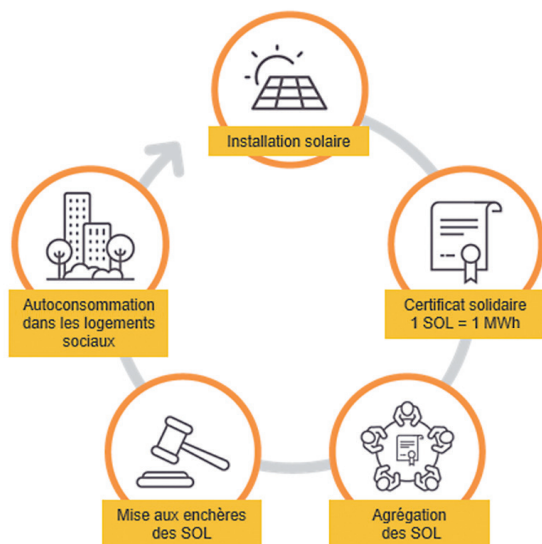 Installation solaire
Certificat solidaire
1 SOL = 1 MWh
Agrégation
des SOL
Mise aux enchères
des SOL
Autoconsommation
dans les logements
sociaux